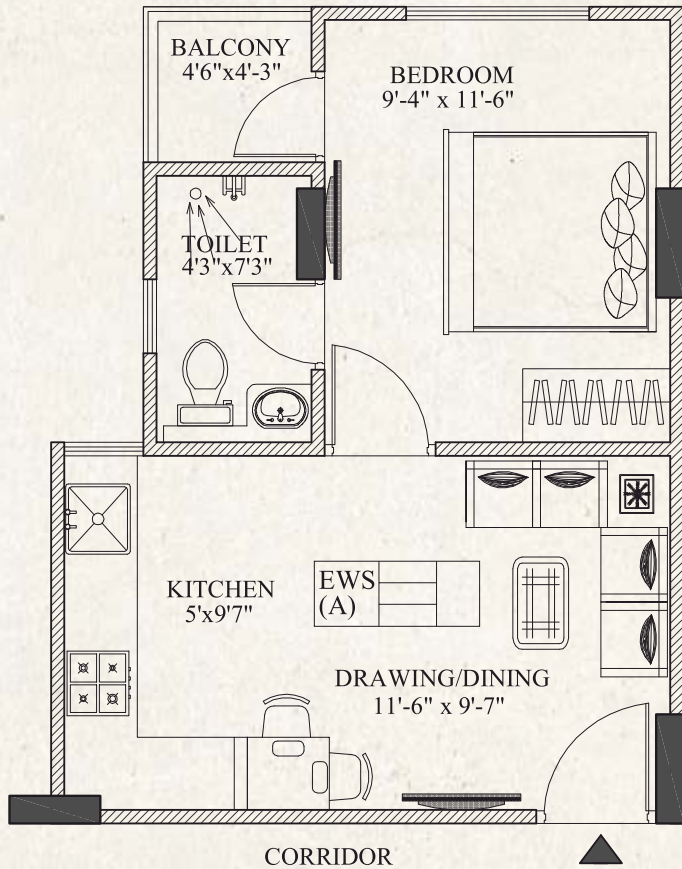 BALCONY
4'6"x4'-3"
BEDROOM
9'-4" x 11'-6"
TOILET
4'3"x7'3"
KITCHEN
5'x9'7"
EWS
(A)
DRAWING/DINING
11'-6" x 9'-7"
CORRIDOR